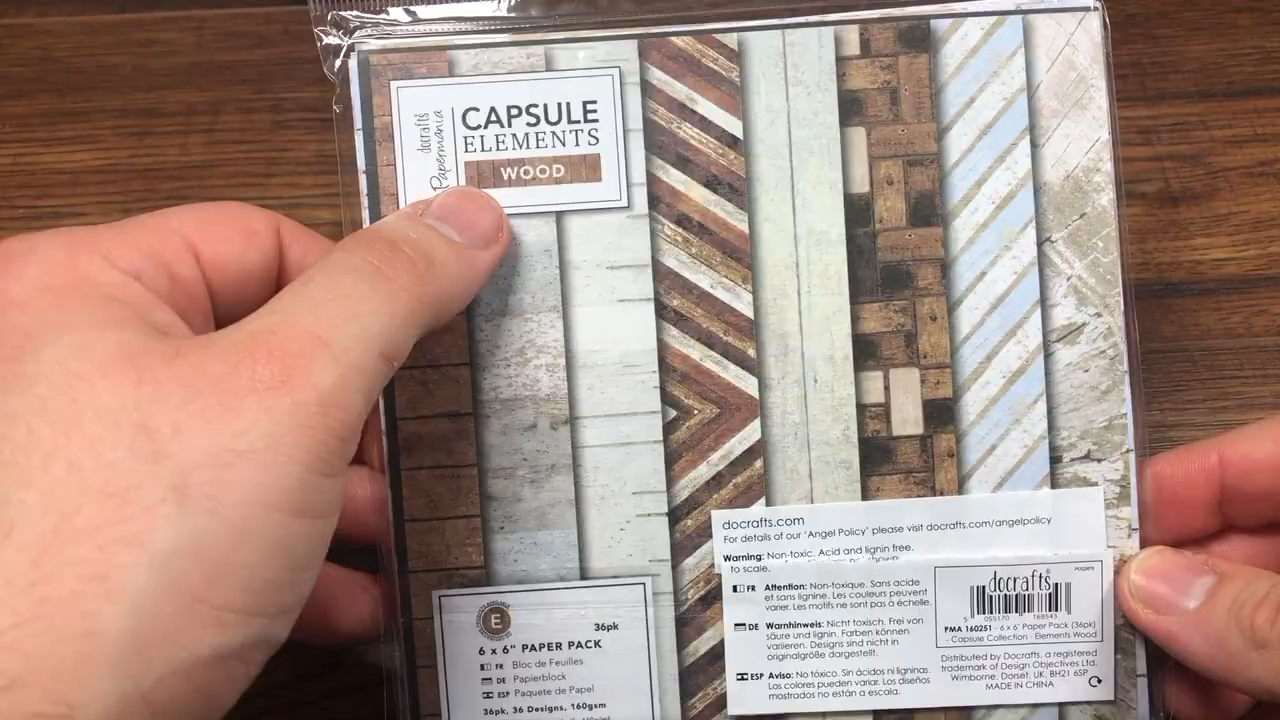 docrafts
Papermania
CAPSULE
ELEMENTS
WOOD
docrafts.com
For details of our 'Angel Policy' please visit docrafts.com/angelpolicy
Warning: Non-toxic. Acid and lignin free.
to scale.
FR Attention: Non-toxique. Sans acide
et sans lignine. Les couleurs peuvent
varier. Les motifs ne sont pas à échelle.
DE Warnhinweis: Nicht toxisch. Frei von
säure und lignin. Farben können
variieren. Designs sind nicht in
originalgröße dargestellt.
ESP Aviso: No tóxico. Sin ácidos ni ligninas.
Los colores pueden variar. Los diseños
mostrados no están a escala.
docrafts®
5 055170 168543
PMA 160251 - 6 x 6" Paper Pack (36pk)
- Capsule Collection - Elements Wood
Distributed by Docrafts, a registered
trademark of Design Objectives Ltd,
Wimborne, Dorset, UK, BH21 6SP
MADE IN CHINA
E
36pk
6 x 6" PAPER PACK
FR Bloc de Feuilles
DE Papierblock
ESP Paquete de Papel
36pk, 36 Designs, 160gsm